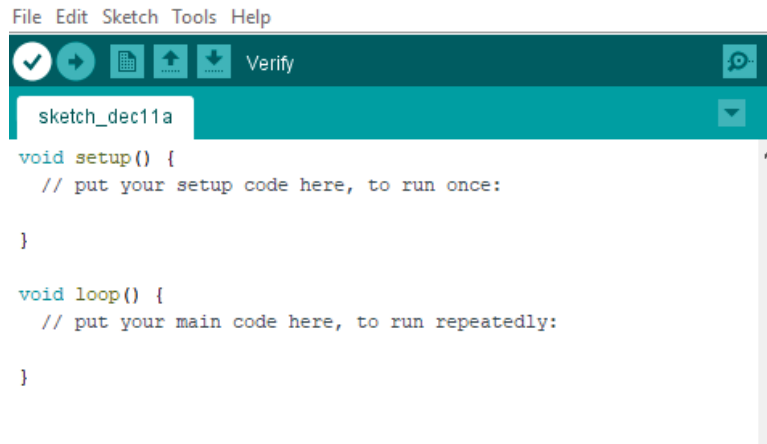 File Edit Sketch Tools Help
Verify
sketch_dec11a
void setup() {
  // put your setup code here, to run once:
}
void loop() {
  // put your main code here, to run repeatedly:
}